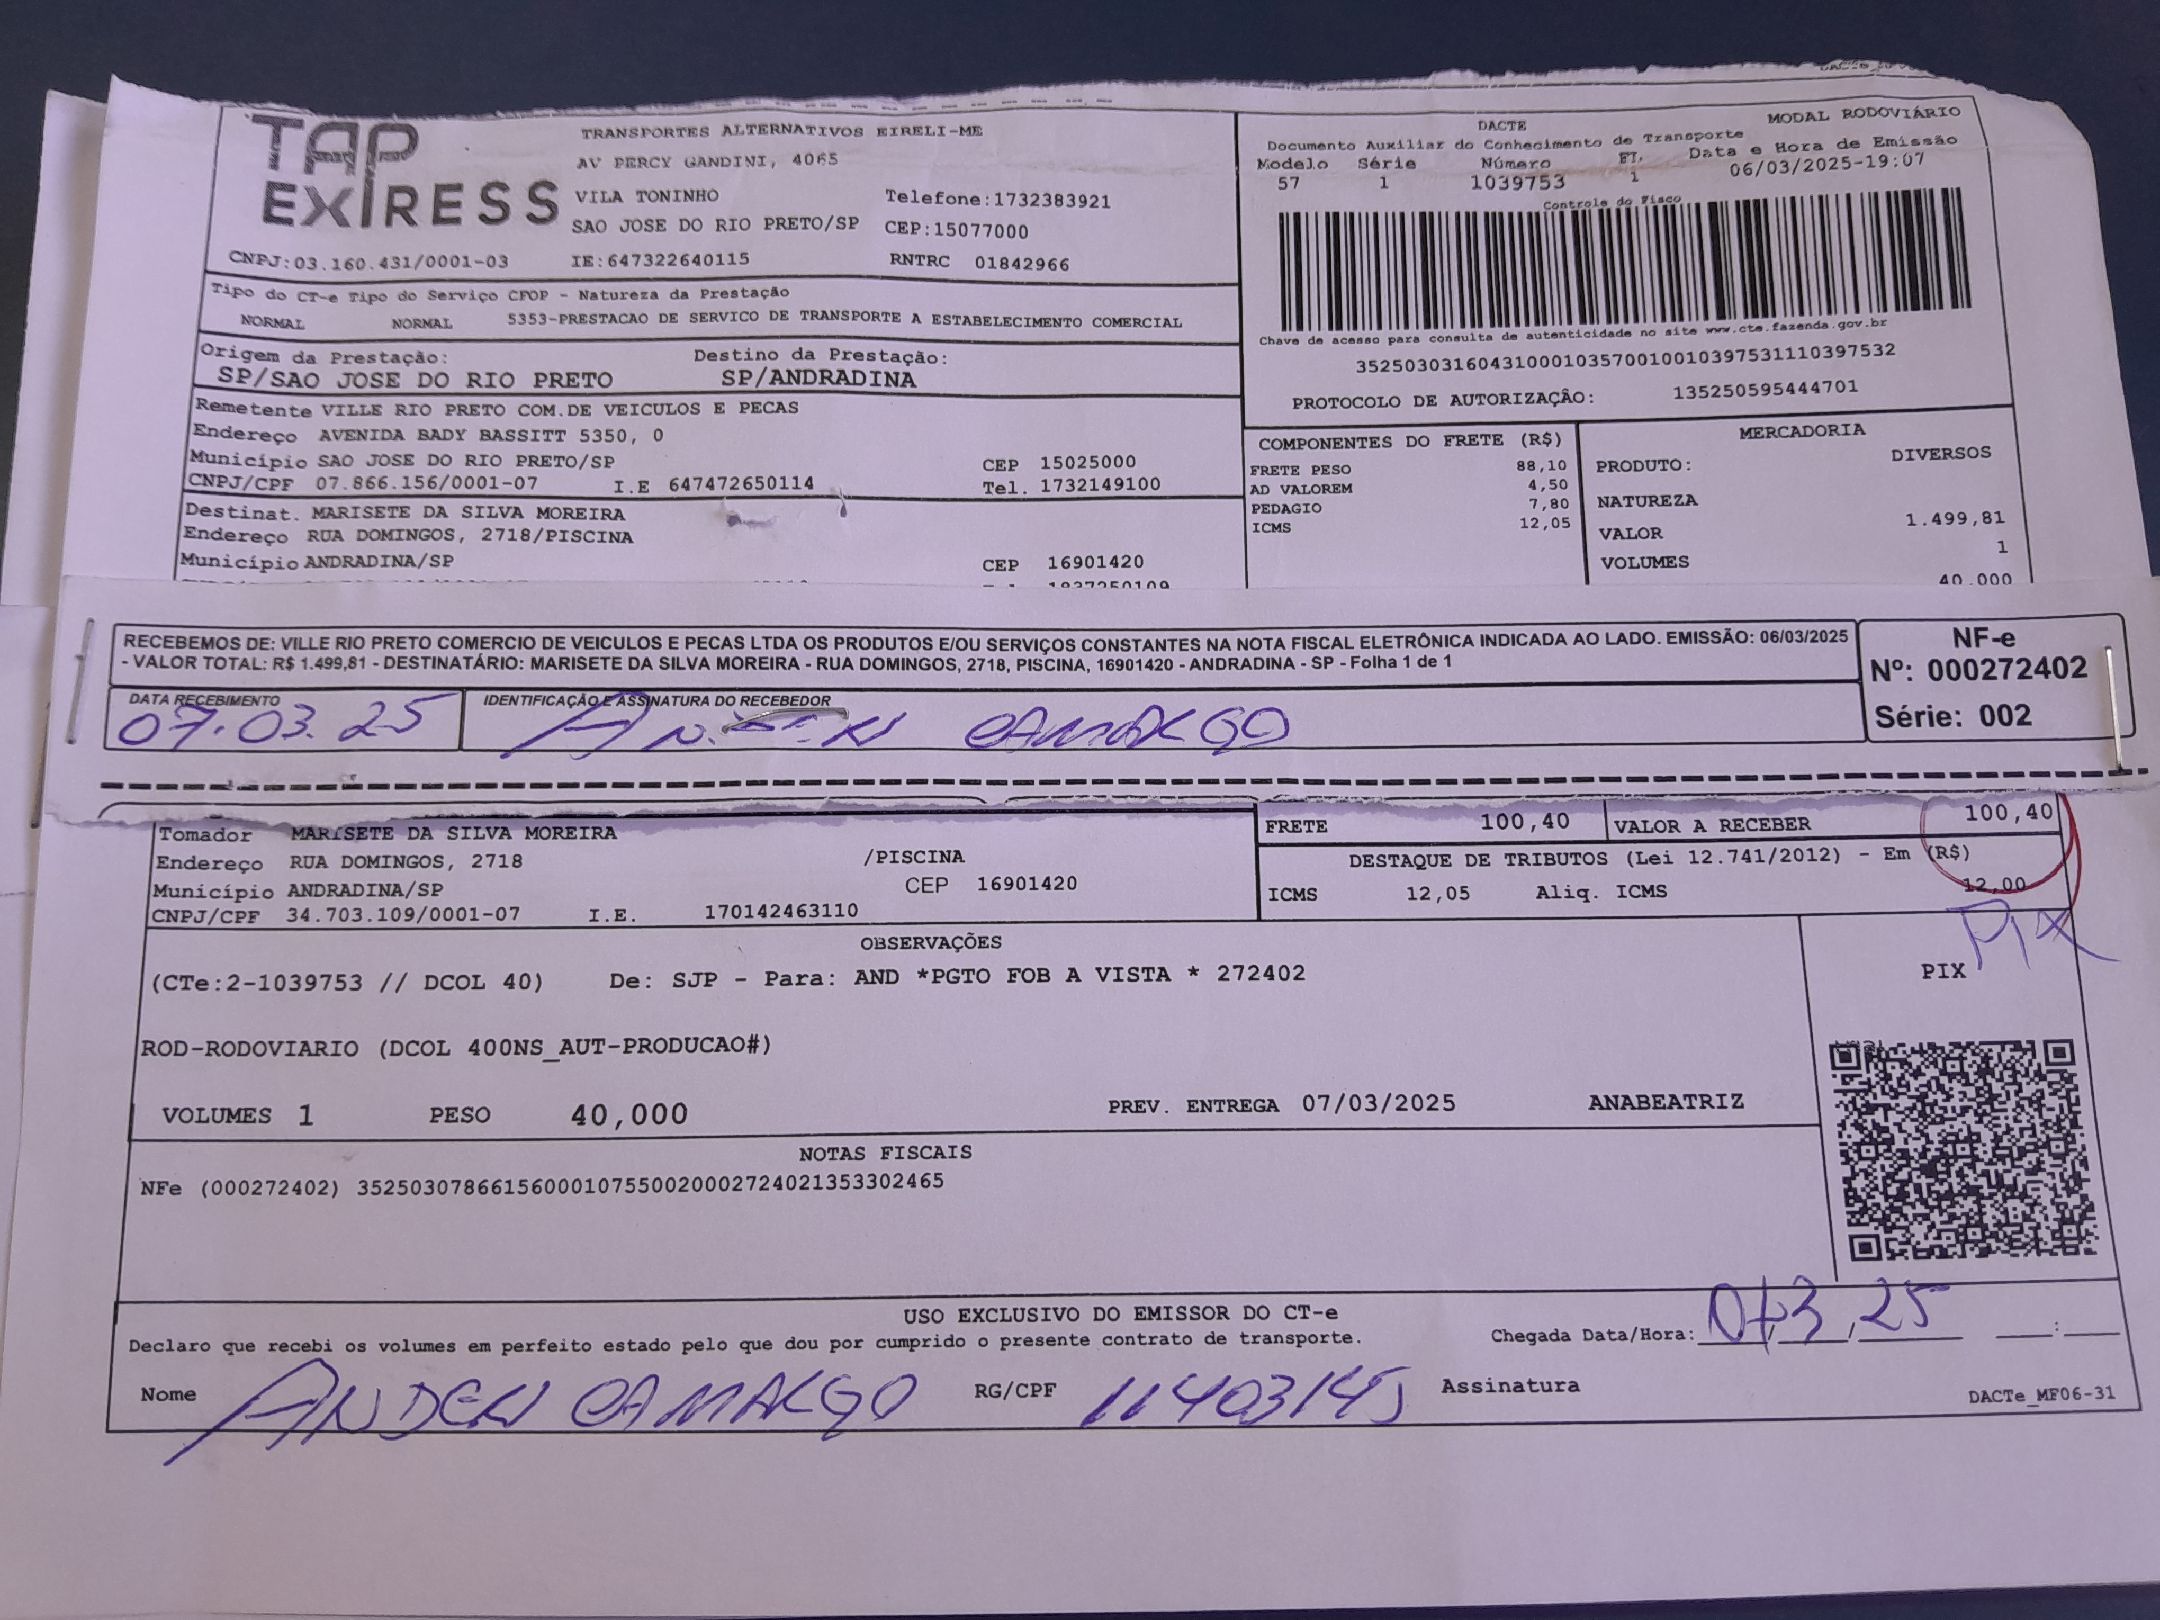 TAP
EXPRESS
TRANSPORTES ALTERNATIVOS EIRELI-ME
AV PERCY GANDINI, 4065
VILA TONINHO
Telefone:1732383921
SAO JOSE DO RIO PRETO/SP
CEP:15077000
CNPJ:03.160.431/0001-03
IE:647322640115
RNTRC 01842966
DACTE
MODAL RODOVIÁRIO
Documento Auxiliar do Conhecimento de Transporte
Modelo Série Número Fl. Data e Hora de Emissão
57 1 1039753 1 06/03/2025-19:07
Controle do Fisco
Chave de acesso para consulta de autenticidade no site www.cte.fazenda.gov.br
35250303160431000103570010010397531110397532
PROTOCOLO DE AUTORIZAÇÃO: 135250595444701
Tipo do CT-e Tipo do Serviço CFOP - Natureza da Prestação
NORMAL NORMAL 5353-PRESTACAO DE SERVICO DE TRANSPORTE A ESTABELECIMENTO COMERCIAL
Origem da Prestação: Destino da Prestação:
SP/SAO JOSE DO RIO PRETO SP/ANDRADINA
Remetente VILLE RIO PRETO COM.DE VEICULOS E PECAS
Endereço AVENIDA BADY BASSITT 5350, 0
Município SAO JOSE DO RIO PRETO/SP CEP 15025000
CNPJ/CPF 07.866.156/0001-07 I.E 647472650114 Tel. 1732149100
Destinat. MARISETE DA SILVA MOREIRA
Endereço RUA DOMINGOS, 2718/PISCINA
Município ANDRADINA/SP CEP 16901420
COMPONENTES DO FRETE (R$)
FRETE PESO 88,10
AD VALOREM 4,50
PEDAGIO 7,80
ICMS 12,05
MERCADORIA
PRODUTO: DIVERSOS
NATUREZA
VALOR 1.499,81
VOLUMES 1
40.000
RECEBEMOS DE: VILLE RIO PRETO COMERCIO DE VEICULOS E PECAS LTDA OS PRODUTOS E/OU SERVIÇOS CONSTANTES NA NOTA FISCAL ELETRÔNICA INDICADA AO LADO. EMISSÃO: 06/03/2025
- VALOR TOTAL: R$ 1.499,81 - DESTINATÁRIO: MARISETE DA SILVA MOREIRA - RUA DOMINGOS, 2718, PISCINA, 16901420 - ANDRADINA - SP - Folha 1 de 1
NF-e
Nº: 000272402
Série: 002
DATA RECEBIMENTO
07.03.25
IDENTIFICAÇÃO E ASSINATURA DO RECEBEDOR
CAMARGO
Tomador MARISETE DA SILVA MOREIRA
Endereço RUA DOMINGOS, 2718 /PISCINA
Município ANDRADINA/SP CEP 16901420
CNPJ/CPF 34.703.109/0001-07 I.E. 170142463110
FRETE 100,40 VALOR A RECEBER 100,40
DESTAQUE DE TRIBUTOS (Lei 12.741/2012) - Em (R$)
ICMS 12,05 Aliq. ICMS 12,00
PIX
OBSERVAÇÕES
(CTe:2-1039753 // DCOL 40) De: SJP - Para: AND *PGTO FOB A VISTA * 272402
PIX
ROD-RODOVIARIO (DCOL 400NS_AUT-PRODUCAO#)
VOLUMES 1 PESO 40,000 PREV. ENTREGA 07/03/2025 ANABEATRIZ
NOTAS FISCAIS
NFe (000272402) 35250307866156000107550020002724021353302465
USO EXCLUSIVO DO EMISSOR DO CT-e
Declaro que recebi os volumes em perfeito estado pelo que dou por cumprido o presente contrato de transporte.
Chegada Data/Hora: 25
Nome CAMARGO RG/CPF Assinatura
DACTe_MF06-31